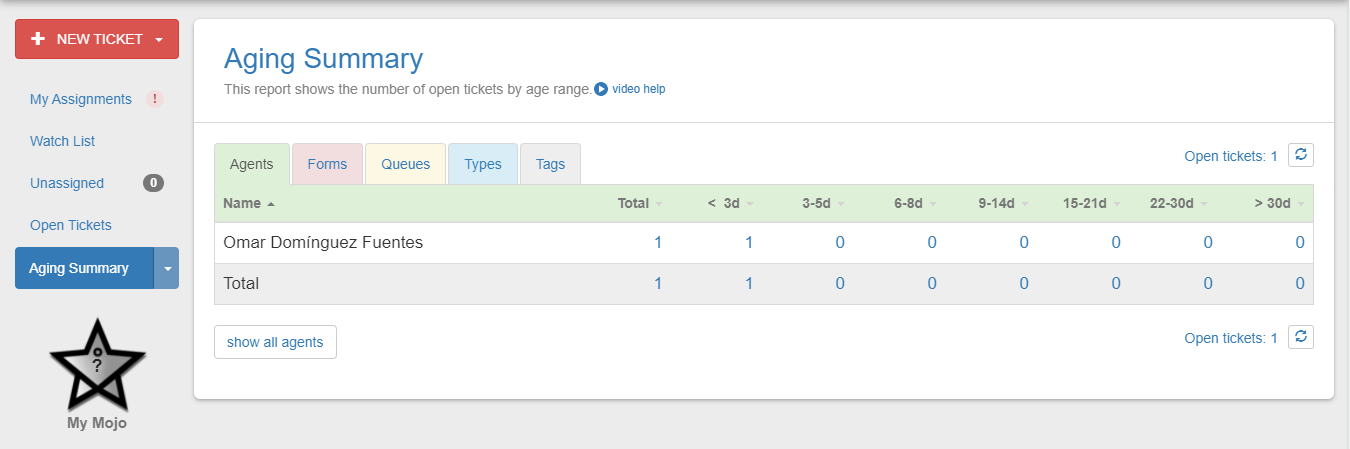 NEW TICKET
My Assignments !
Watch List
Unassigned 0
Open Tickets
Aging Summary
?
My Mojo
Aging Summary
This report shows the number of open tickets by age range. video help
Agents Forms Queues Types Tags
Open tickets: 1
Name Total < 3d 3-5d 6-8d 9-14d 15-21d 22-30d > 30d
Omar Domínguez Fuentes 1 1 0 0 0 0 0 0
Total 1 1 0 0 0 0 0 0
show all agents
Open tickets: 1